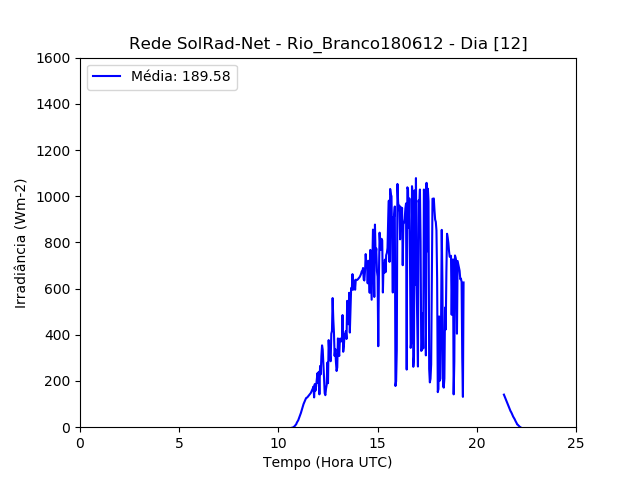 Rede SolRad-Net - Rio_Branco180612 - Dia [12]
Média: 189.58
Irradiância (Wm-2)
1600
1400
1200
1000
800
600
400
200
0
0 5 10 15 20 25
Tempo (Hora UTC)